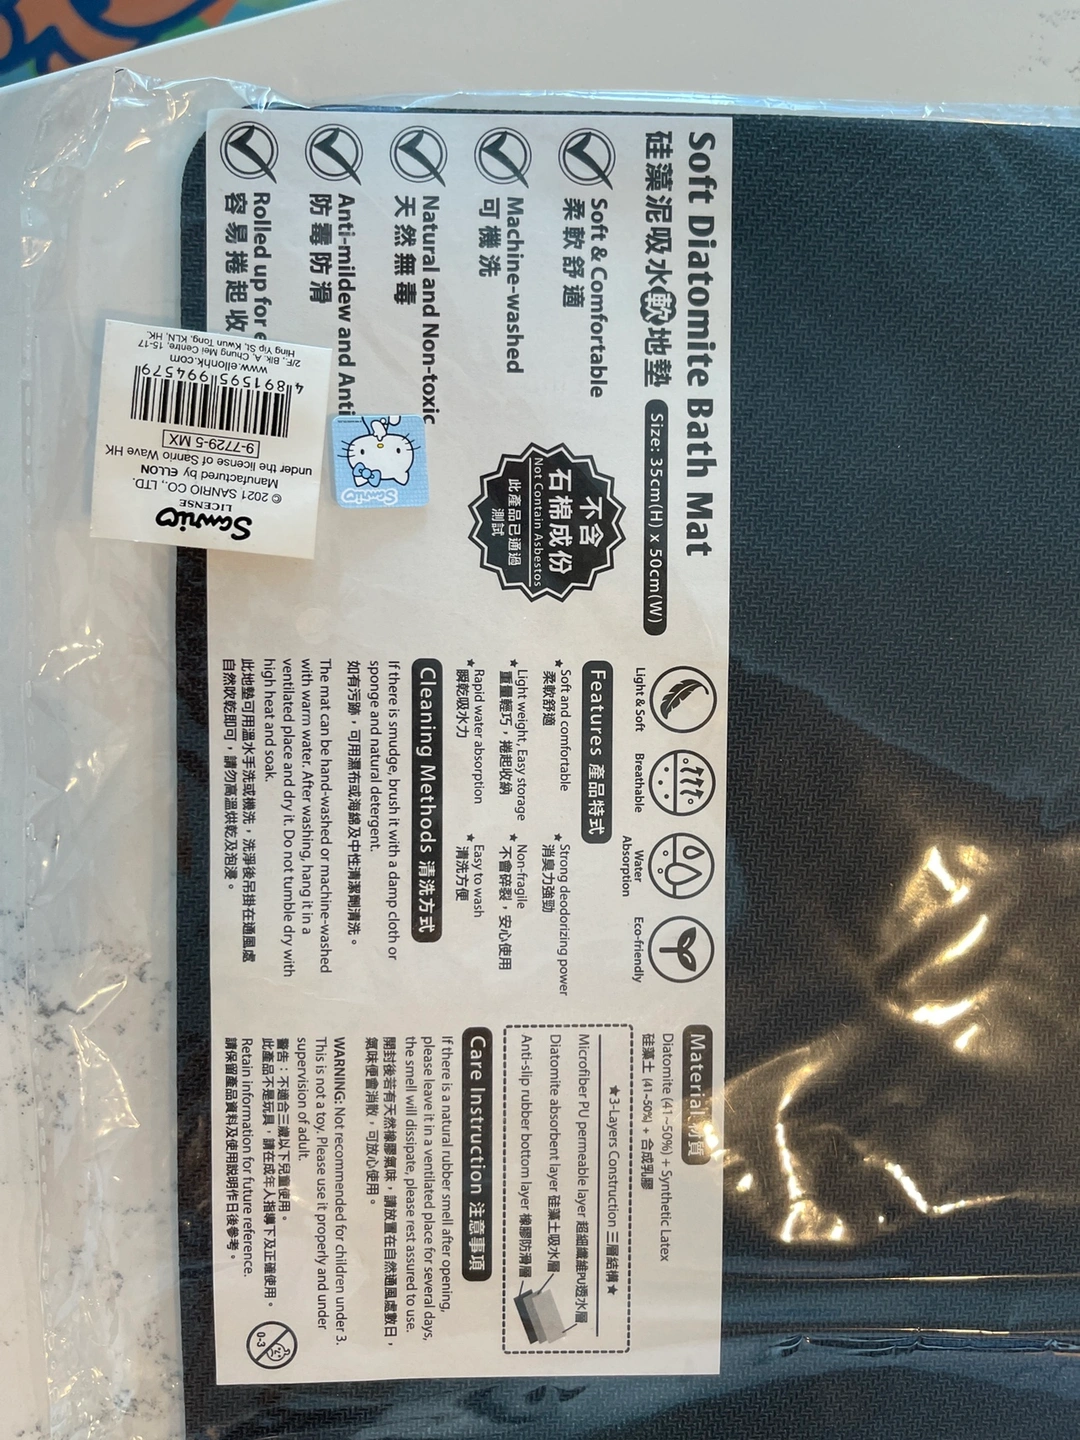 Soft Diatomite Bath Mat
硅藻泥吸水軟地墊
Size: 35cm(H) x 50cm(W)
Soft & Comfortable
柔軟舒適
Machine-washed
可機洗
Natural and Non-toxic
天然無毒
Anti-mildew and Anti
防霉防滑
Rolled up for
容易捲起收
不含
石棉成份
Not Contain Asbestos
此產品已通過
測試
Light & Soft
Breathable
Water
Absorption
Eco-friendly
Features 產品特式
★ Soft and comfortable
柔軟舒適
★ Light weight, Easy storage
重量輕巧，捲起收納
★ Rapid water absorption
瞬乾吸水力
★ Strong deodorizing power
消臭力強勁
★ Non-fragile
不會碎裂，安心使用
★ Easy to wash
清洗方便
Cleaning Methods 清洗方式
If there is smudge, brush it with a damp cloth or
sponge and natural detergent.
如有污跡，可用濕布或海綿及中性清潔劑清洗。
The mat can be hand-washed or machine-washed
with warm water. After washing, hang it in a
ventilated place and dry it. Do not tumble dry with
high heat and soak.
此地墊可用溫水手洗或機洗，洗淨後吊掛在通風處
自然吹乾即可，請勿高溫烘乾及泡浸。
Material 材質
Diatomite (41~50%) + Synthetic Latex
硅藻土 (41~50%) + 合成乳膠
★3-Layers Construction 三層結構★
Microfiber PU permeable layer 超細纖維PU透水層
Diatomite absorbent layer 硅藻土吸水層
Anti-slip rubber bottom layer 橡膠防滑層
Care Instruction 注意事項
If there is a natural rubber smell after opening,
please leave it in a ventilated place for several days,
the smell will dissipate, please rest assured to use.
開封後若有天然橡膠氣味，請放置在自然通風處數日，
氣味便會消散，可放心使用。
WARNING: Not recommended for children under 3.
This is not a toy. Please use it properly and under
supervision of adult.
警告：不適合三歲以下兒童使用。
此產品不是玩具，請在成年人指導下及正確使用。
Retain information for future reference.
請保留產品資料及使用說明作日後參考。
0-3
Sanrio
Sanrio
LICENSE
© 2021 SANRIO CO., LTD.
Manufactured by ELLON
under the license of Sanrio Wave HK
9-7729-5 MX
4 891595 994579
www.ellonhk.com
2/F., Blk. A, Chung Mei Centre, 15-17
Hing Yip St, Kwun Tong, KLN, HK.